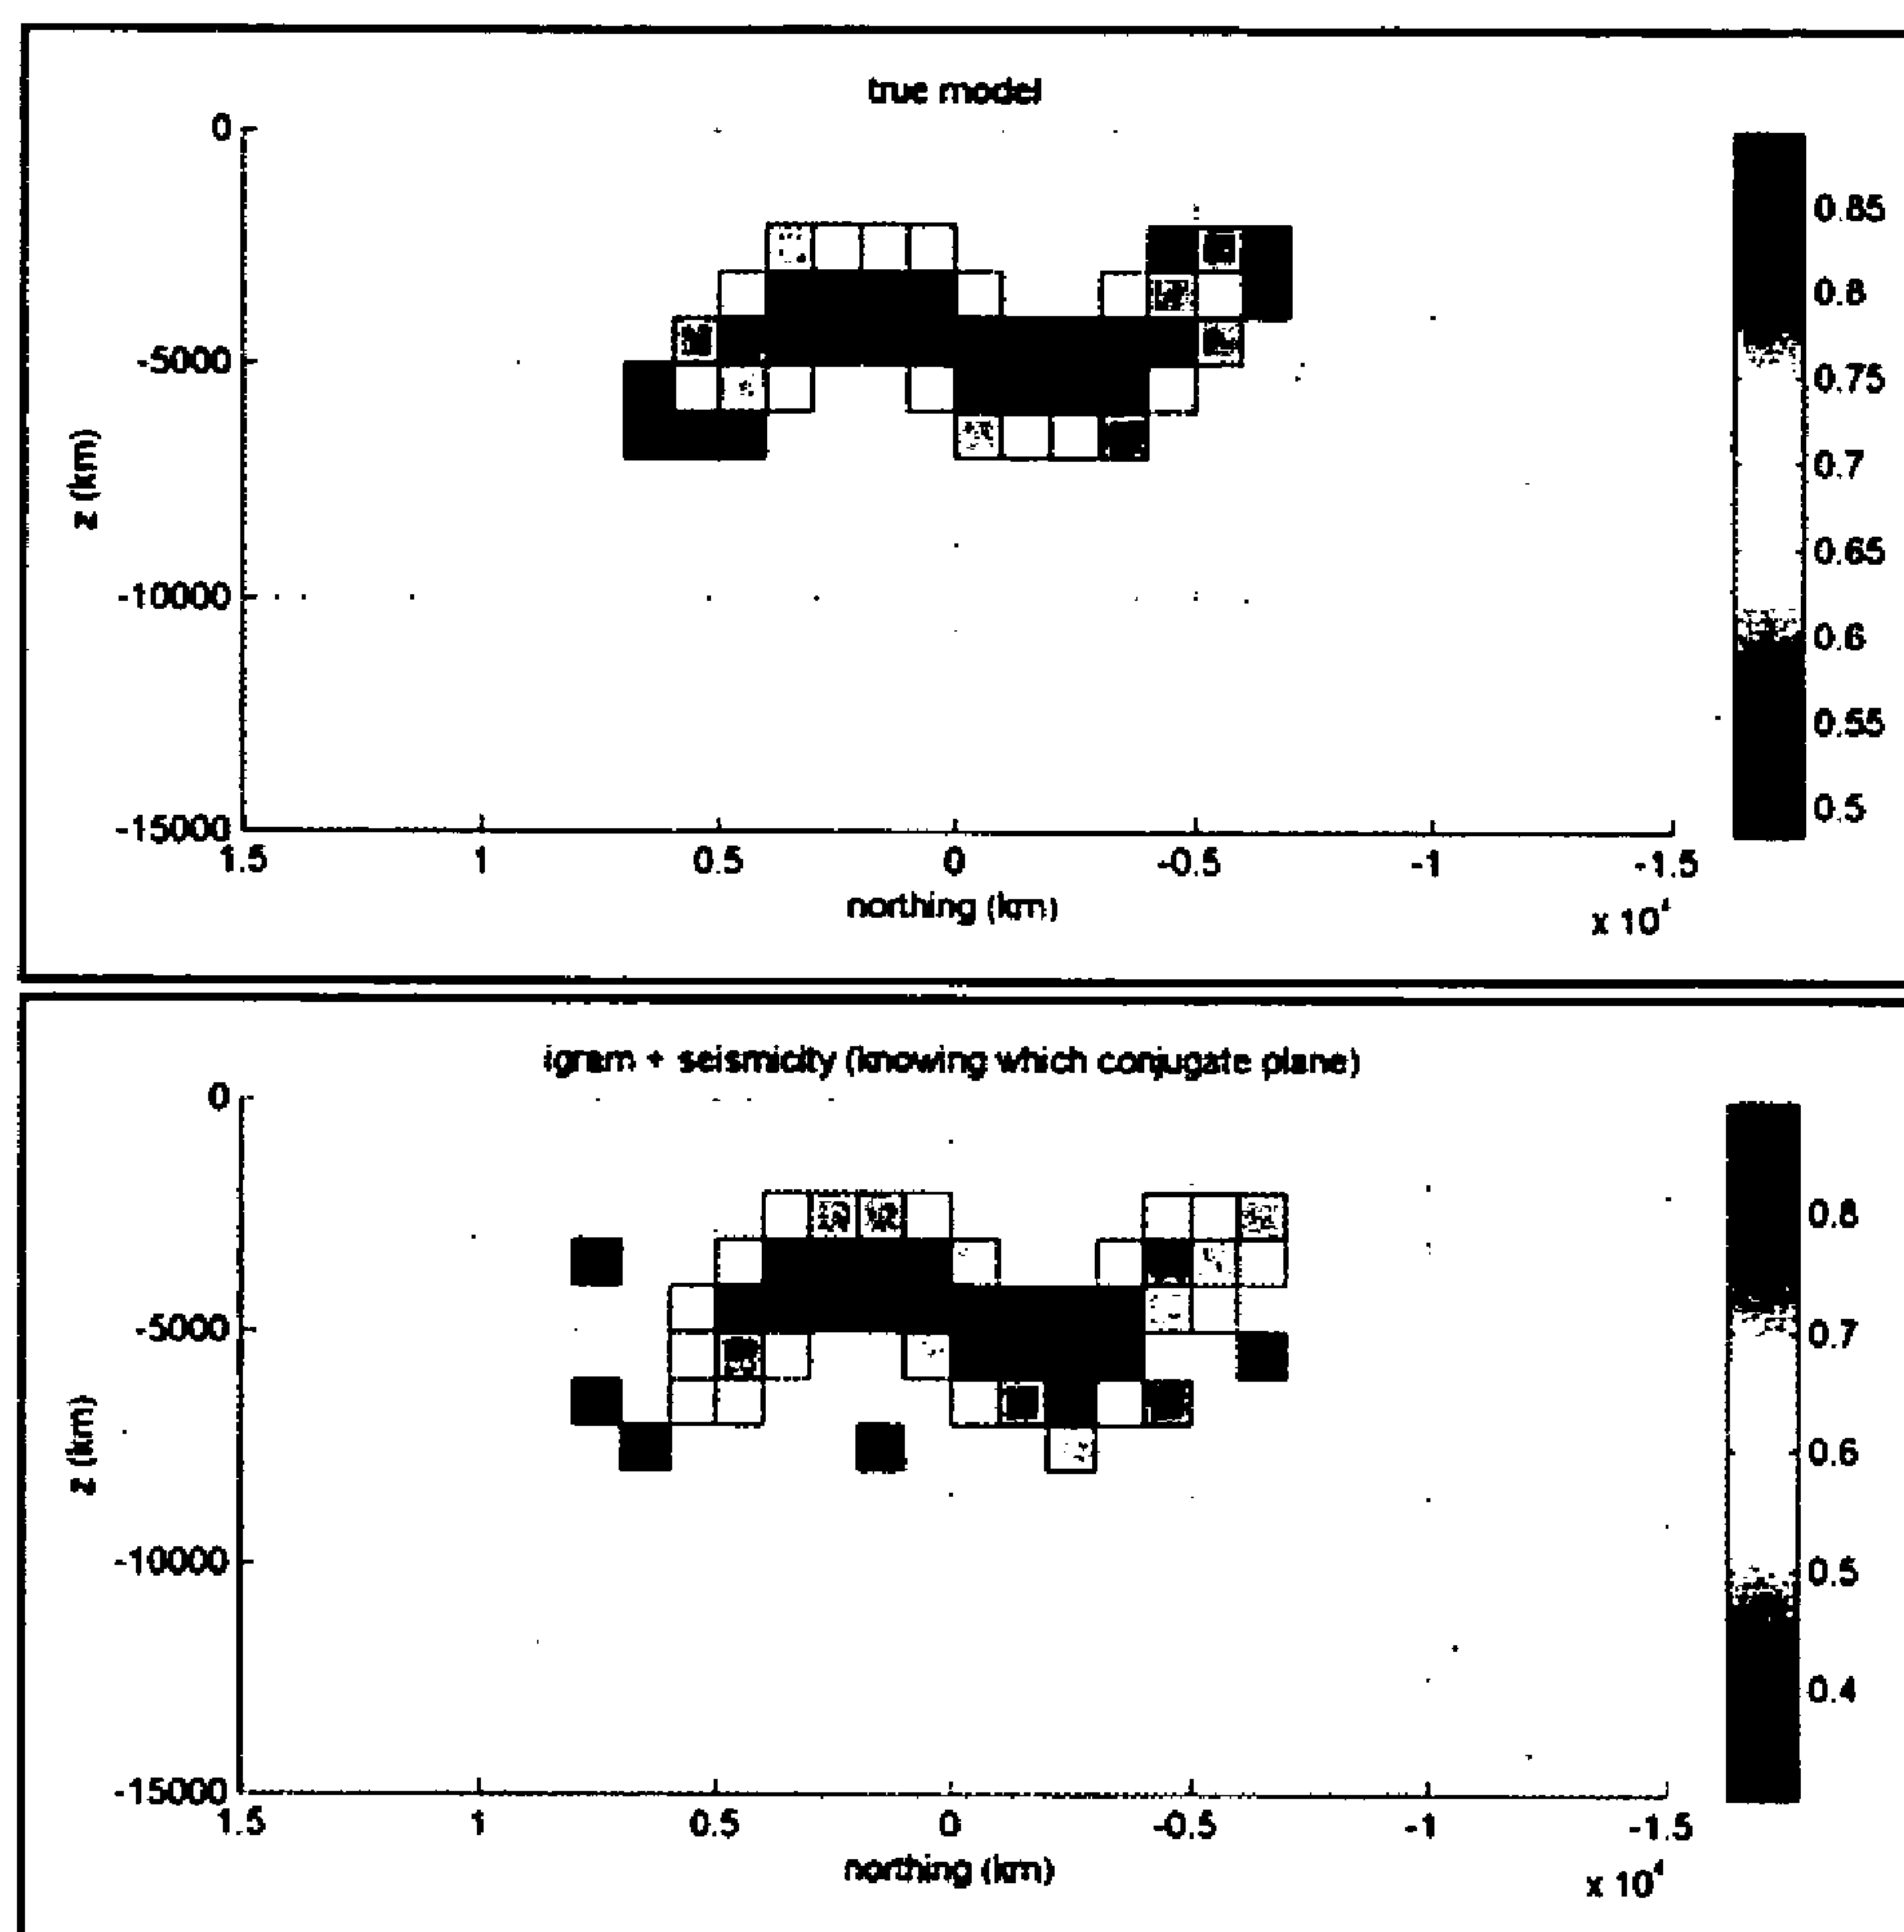 true model
0
-5000
-10000
-15000
z (km)
1.5 1 0.5 0 -0.5 -1 -1.5
northing (km)
x 10⁴
0.85
0.8
0.75
0.7
0.65
0.6
0.55
0.5
igram + seismicity (knowing which conjugate plane)
0
-5000
-10000
-15000
z (km)
1.5 1 0.5 0 -0.5 -1 -1.5
northing (km)
x 10⁴
0.8
0.7
0.6
0.5
0.4